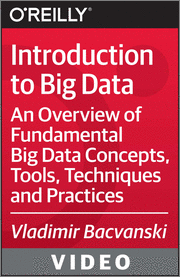 O'REILLY®
Introduction
to Big Data
An Overview of
Fundamental
Big Data Concepts,
Tools, Techniques
and Practices
Vladimir Bacvanski
VIDEO